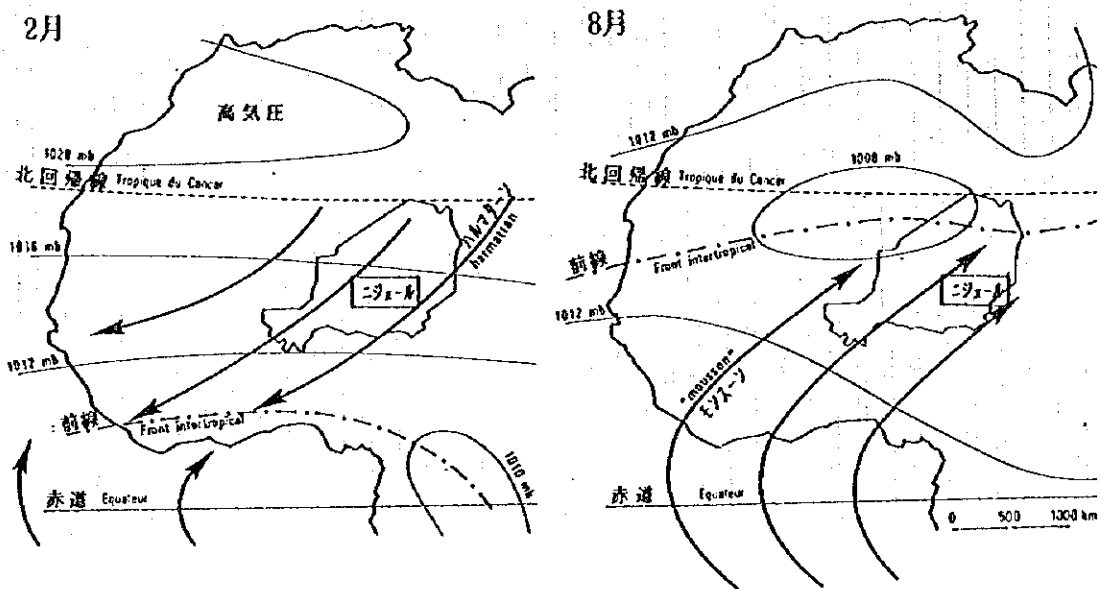 2月
高気圧
1020 mb
北回帰線 Tropique du Cancer
ハルマターン
harmattan
1016 mb
ニジェール
1012 mb
前線 Front intertropical
1010 mb
赤道 Equateur
8月
1012 mb
1008 mb
北回帰線 Tropique du Cancer
前線 Front intertropical
ニジェール
1012 mb
"mousson"
モンスーン
赤道 Equateur
0 500 1000 km